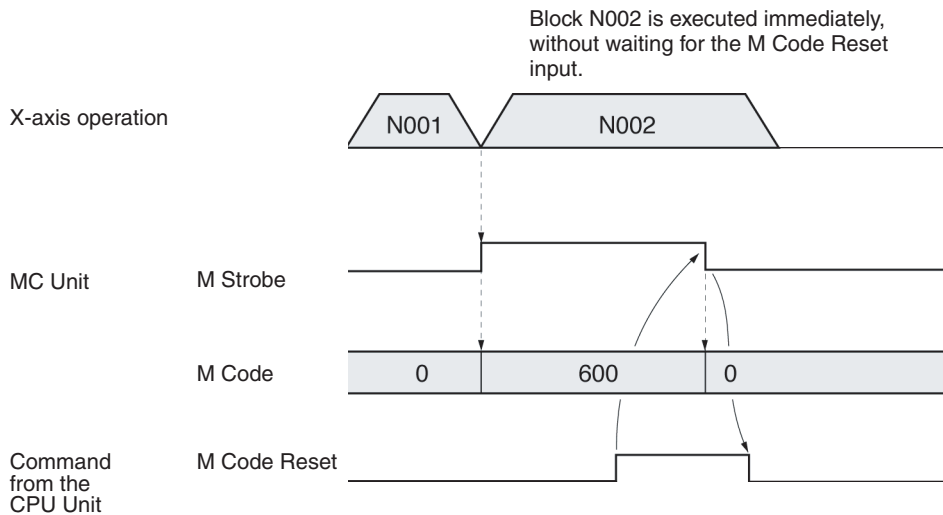 Block N002 is executed immediately,
without waiting for the M Code Reset
input.
X-axis operation
N001
N002
MC Unit
M Strobe
M Code
0
600
0
Command
from the
CPU Unit
M Code Reset